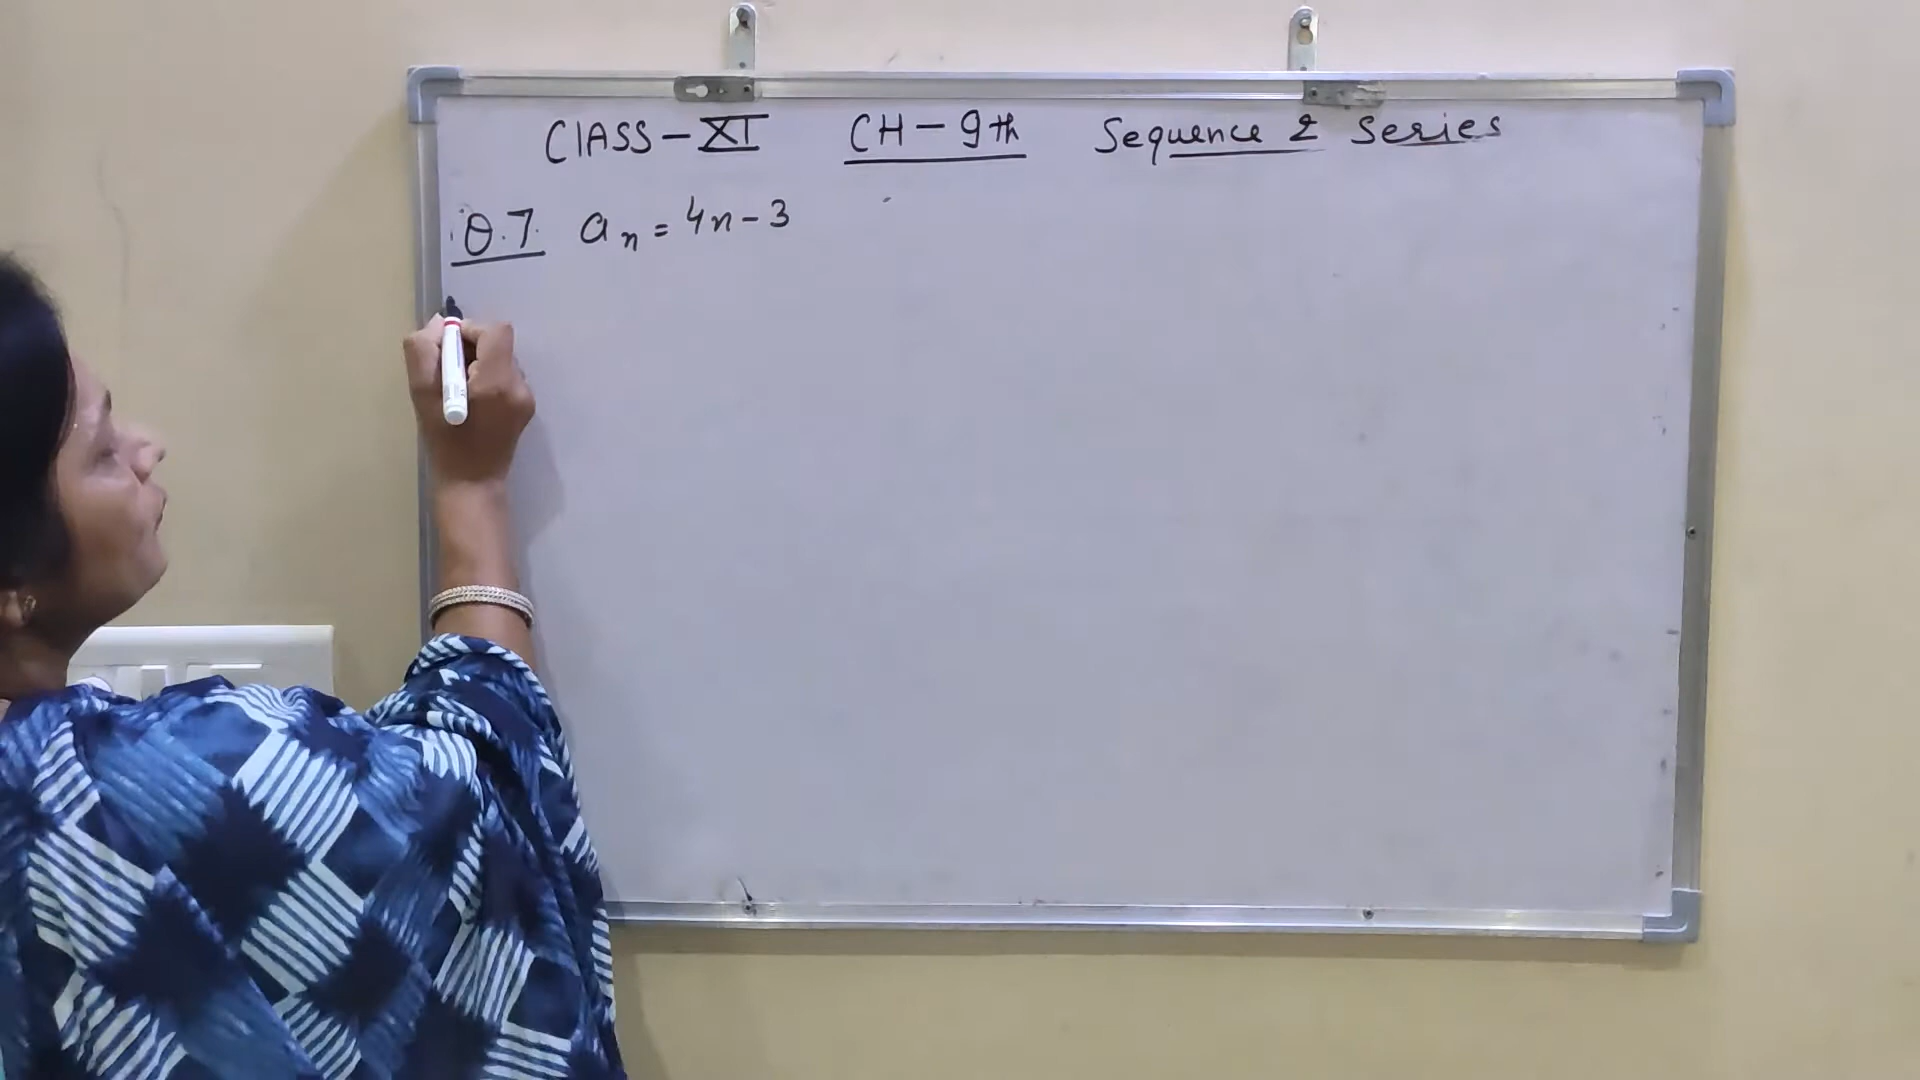 CLASS-XI CH-9th Sequence & Series
Q.7. aₙ = 4n-3